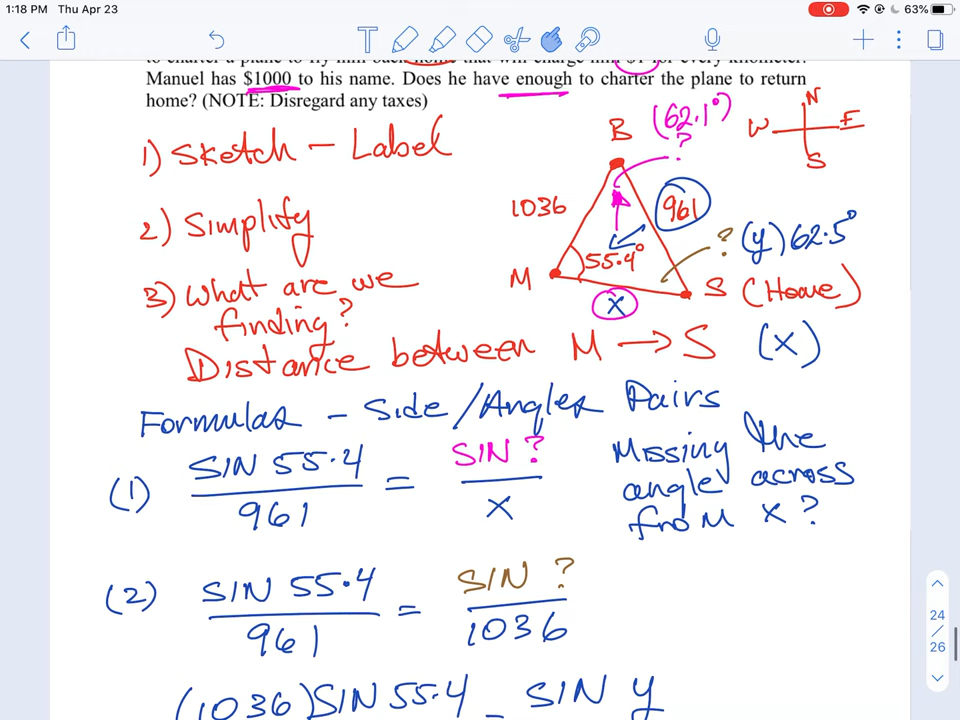 1:18 PM Thu Apr 23
63%
T
Manuel has $1000 to his name. Does he have enough to charter the plane to return
home? (NOTE: Disregard any taxes)
1) Sketch - Label
2) Simplify
3) What are we
finding?
Distance between M → S (x)
N
W E
S
B (62.1°)
?
1036
961
55.4°
? (y) 62.5°
M
S (Home)
x
Formulas - Side/Angles Pairs
(1) SIN 55.4 / 961 = SIN ? / x
Missing the
angle across
from x?
(2) SIN 55.4 / 961 = SIN ? / 1036
(1036) SIN 55.4 = SIN y
24
/
26